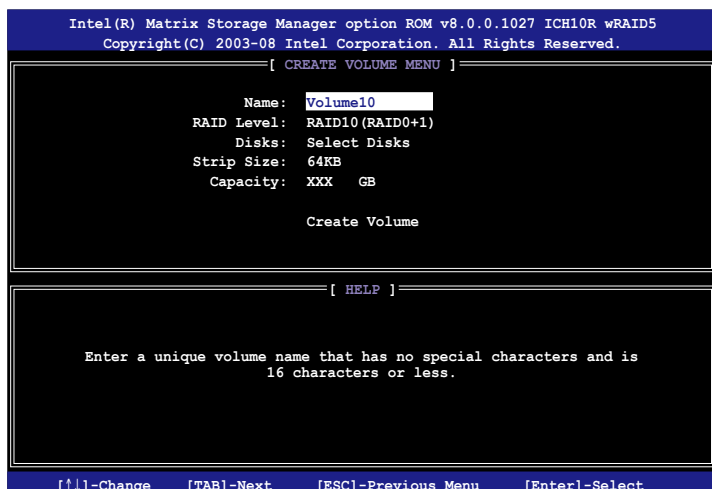 Intel(R) Matrix Storage Manager option ROM v8.0.0.1027 ICH10R wRAID5
Copyright(C) 2003-08 Intel Corporation. All Rights Reserved.
[ CREATE VOLUME MENU ]
Name: Volume10
RAID Level: RAID10(RAID0+1)
Disks: Select Disks
Strip Size: 64KB
Capacity: XXX GB
Create Volume
[ HELP ]
Enter a unique volume name that has no special characters and is
16 characters or less.
[↑↓]-Change [TAB]-Next [ESC]-Previous Menu [Enter]-Select